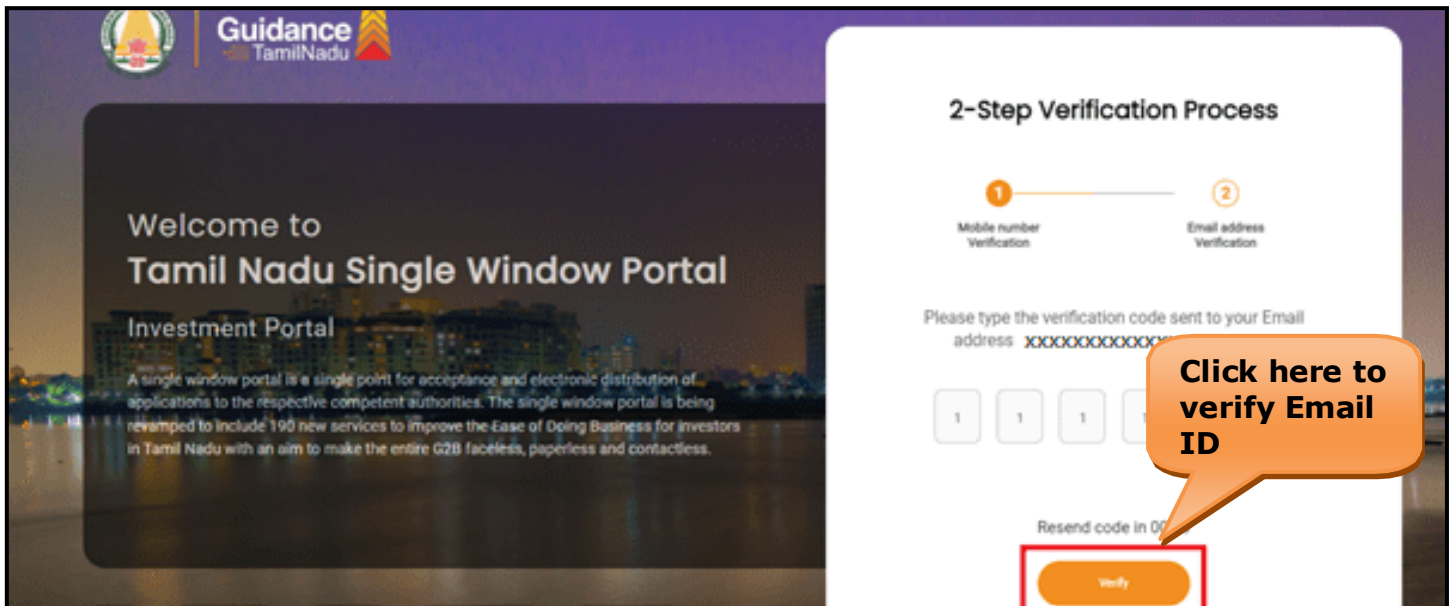 Guidance
TamilNadu
Welcome to
Tamil Nadu Single Window Portal
Investment Portal
A single window portal is a single point for acceptance and electronic distribution of
applications to the respective competent authorities. The single window portal is being
revamped to include 190 new services to improve the Ease of Doing Business for investors
in Tamil Nadu with an aim to make the entire G2B faceless, paperless and contactless.
2-Step Verification Process
1
2
Mobile number
Verification
Email address
Verification
Please type the verification code sent to your Email
address XXXXXXXXXXXXX
1 1 1 1
Click here to
verify Email
ID
Resend code in
Verify